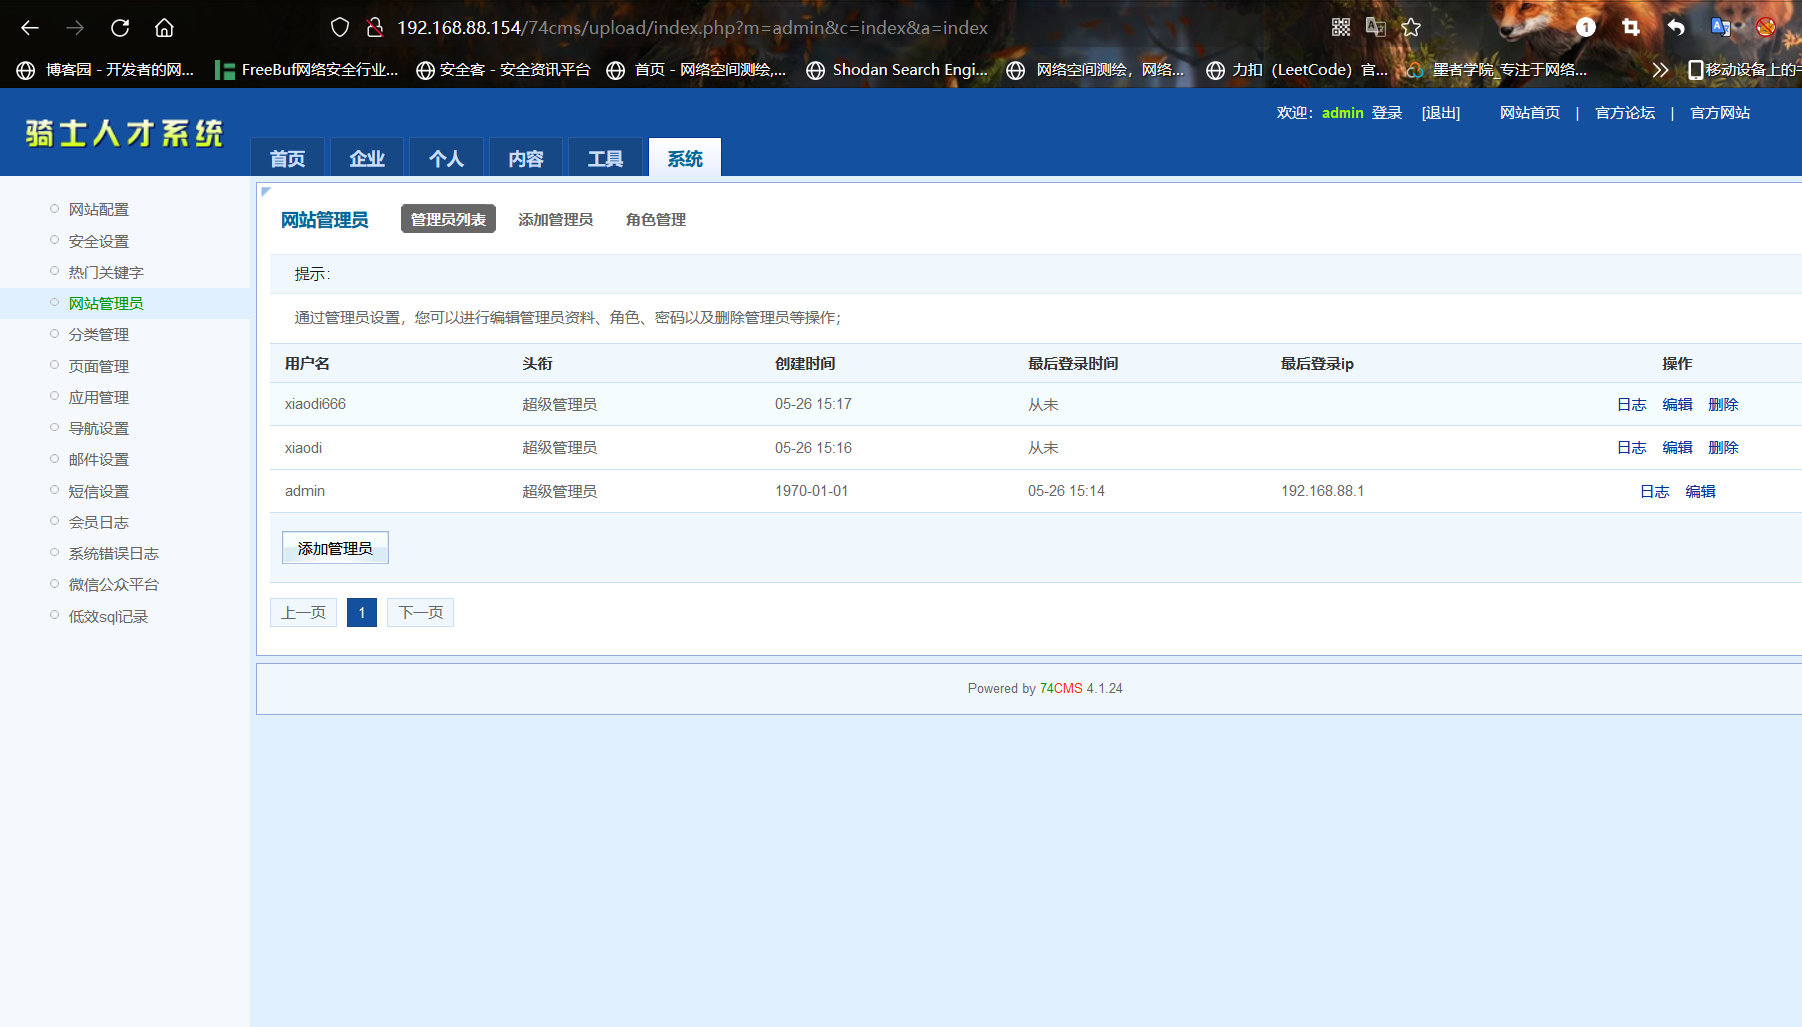 192.168.88.154/74cms/upload/index.php?m=admin&c=index&a=index
博客园 - 开发者的网... FreeBuf网络安全行业... 安全客 - 安全资讯平台 首页 - 网络空间测绘,... Shodan Search Engi... 网络空间测绘，网络... 力扣（LeetCode）官... 墨者学院_专注于网络... 移动设备上的
欢迎：admin 登录 [退出] 网站首页 | 官方论坛 | 官方网站
骑士人才系统
首页 企业 个人 内容 工具 系统
网站配置
安全设置
热门关键字
网站管理员
分类管理
页面管理
应用管理
导航设置
邮件设置
短信设置
会员日志
系统错误日志
微信公众平台
低效sql记录
网站管理员 管理员列表 添加管理员 角色管理
提示：
通过管理员设置，您可以进行编辑管理员资料、角色、密码以及删除管理员等操作；
用户名 头衔 创建时间 最后登录时间 最后登录ip 操作
xiaodi666 超级管理员 05-26 15:17 从未 日志 编辑 删除
xiaodi 超级管理员 05-26 15:16 从未 日志 编辑 删除
admin 超级管理员 1970-01-01 05-26 15:14 192.168.88.1 日志 编辑
添加管理员
上一页 1 下一页
Powered by 74CMS 4.1.24